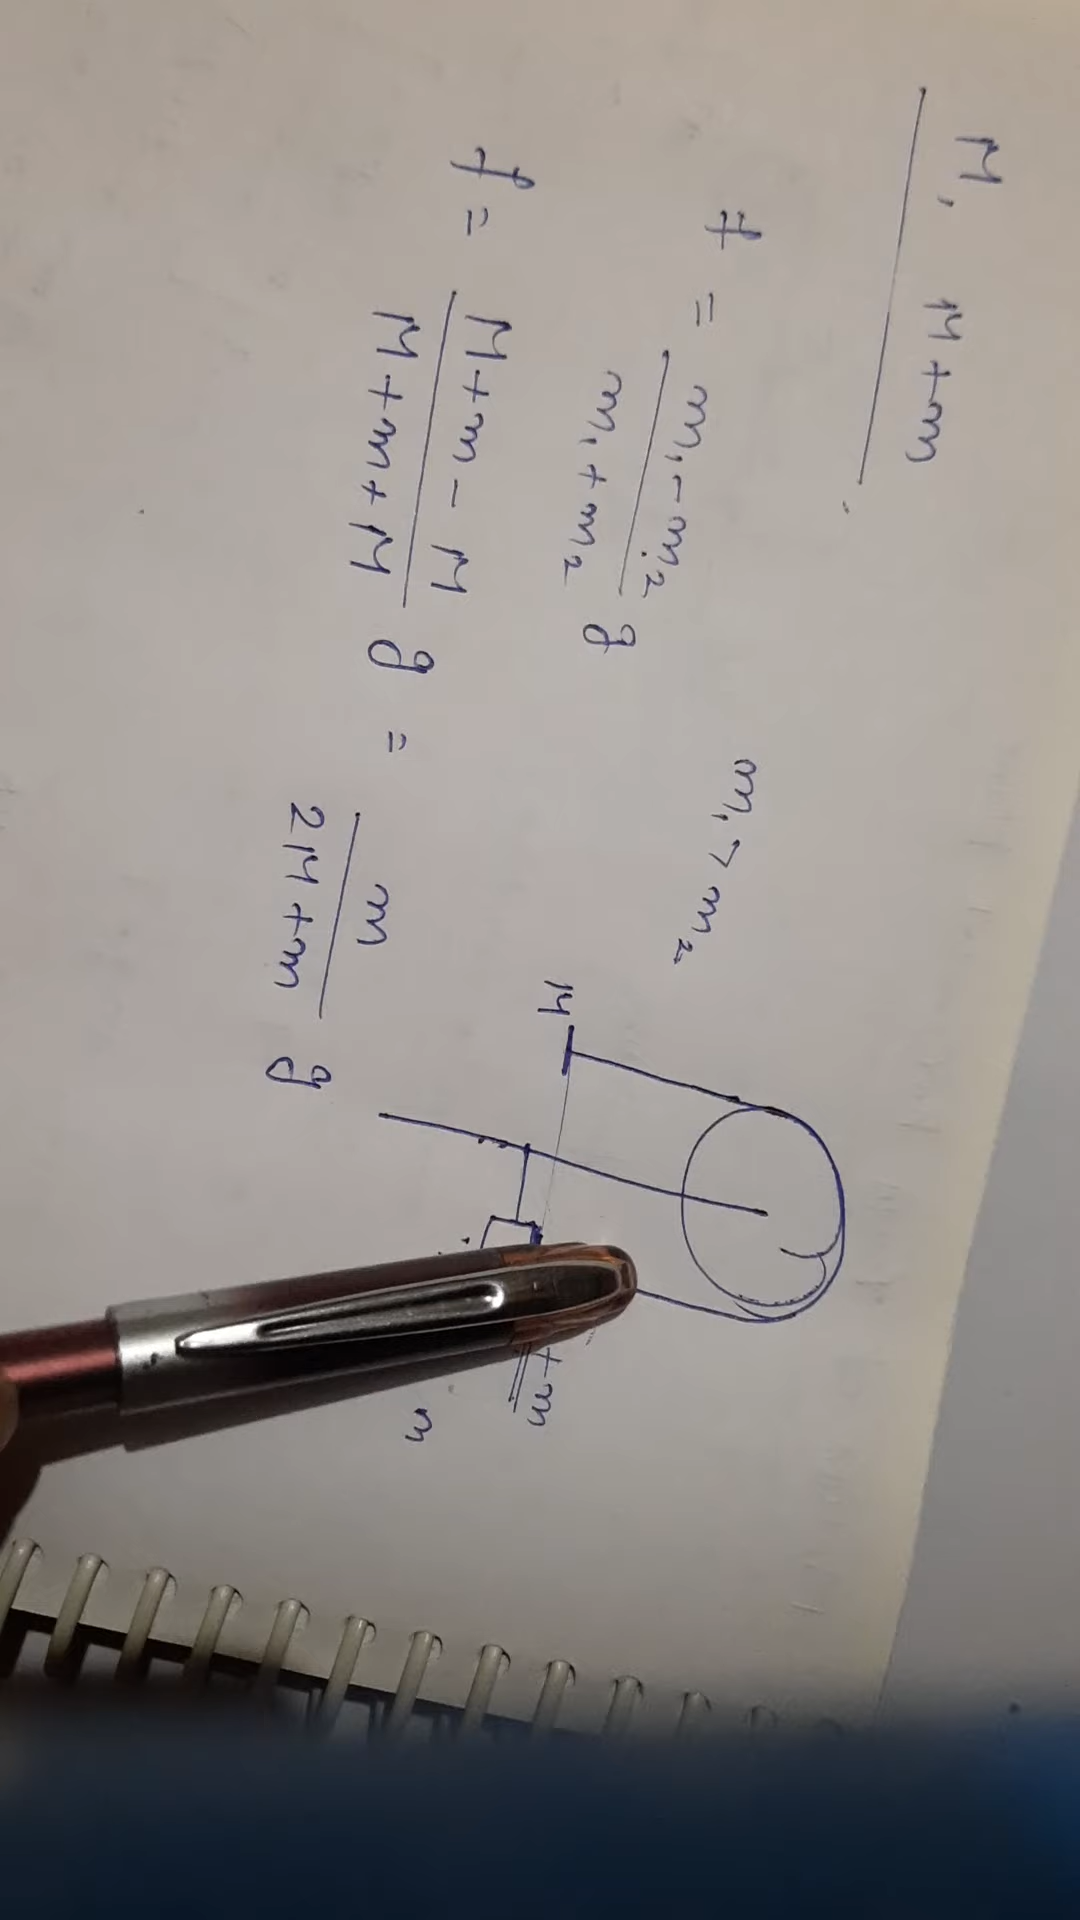 M, M+m
f = m₁-m₂ / m₁+m₂ g
m₁ > m₂
f = M+m-M / M+m+M g = m / 2M+m g
M
+m
m